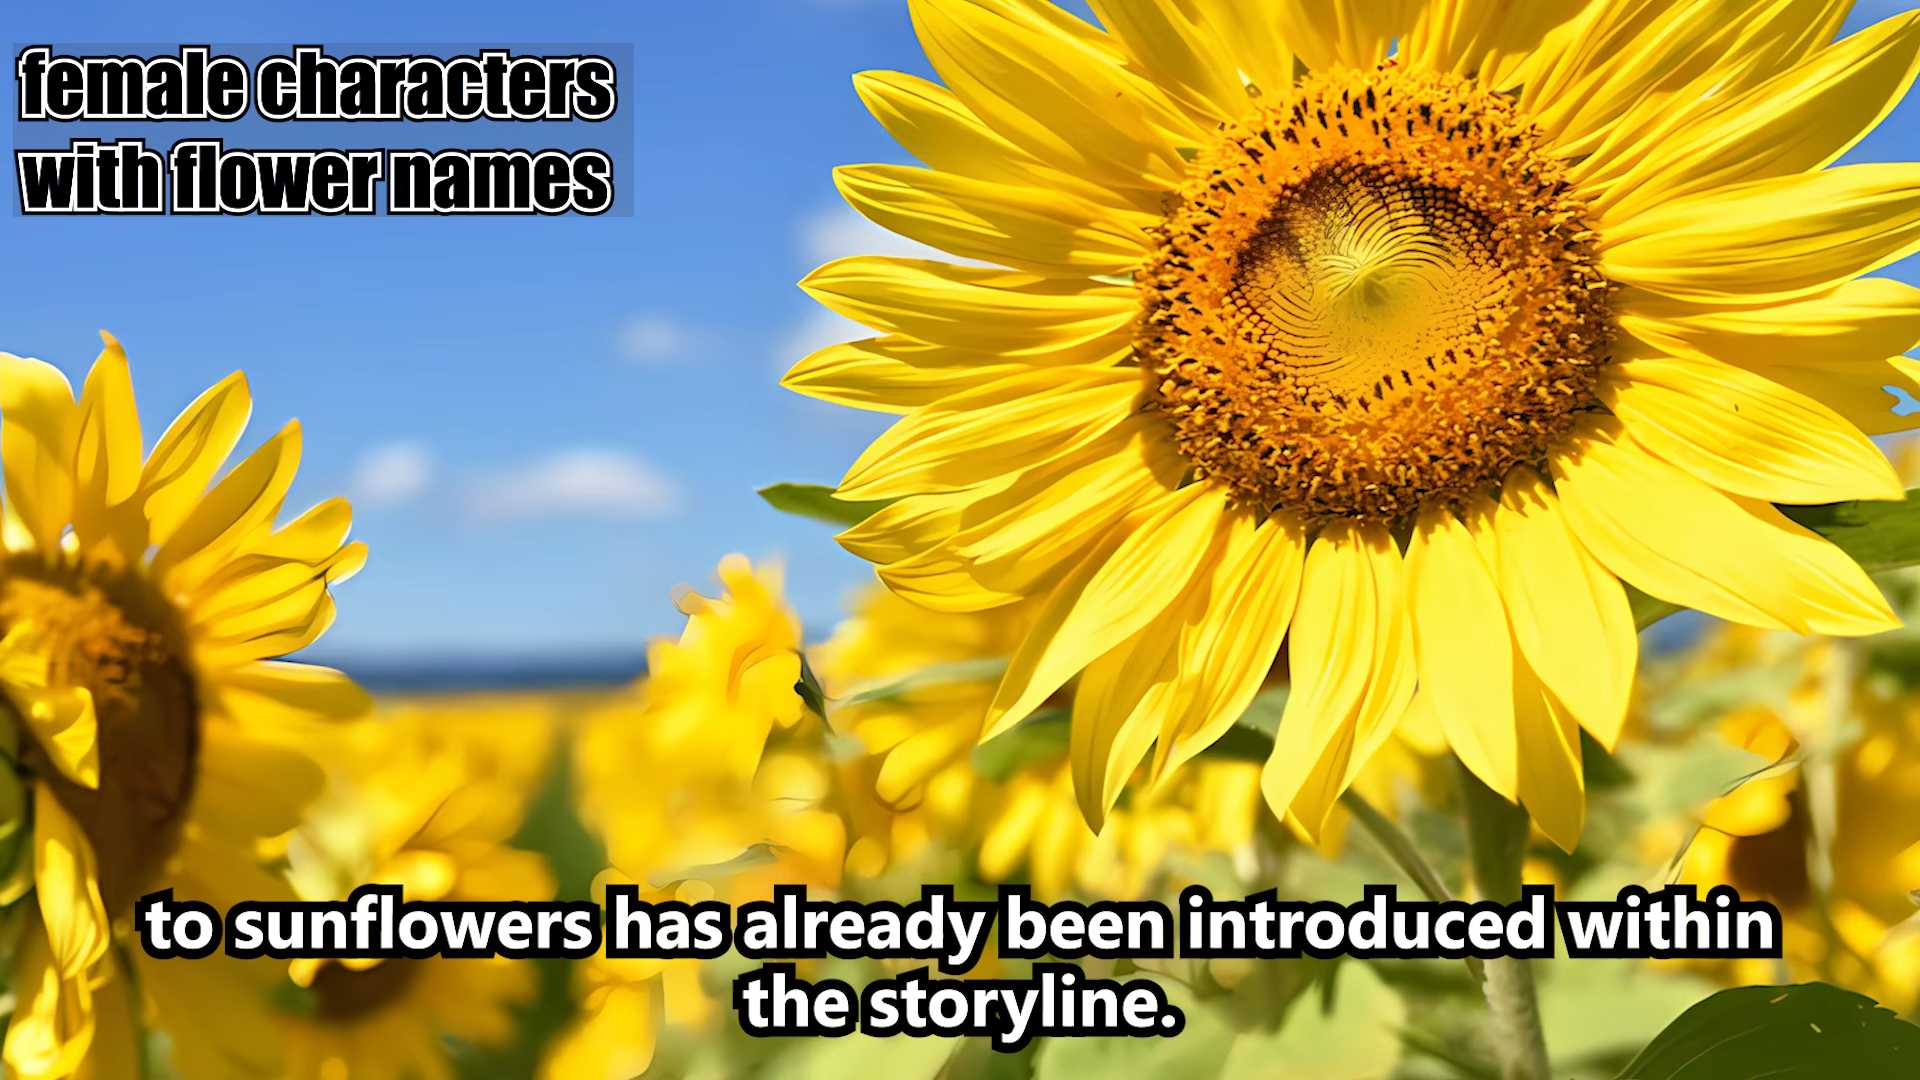 female characters
with flower names
to sunflowers has already been introduced within
the storyline.